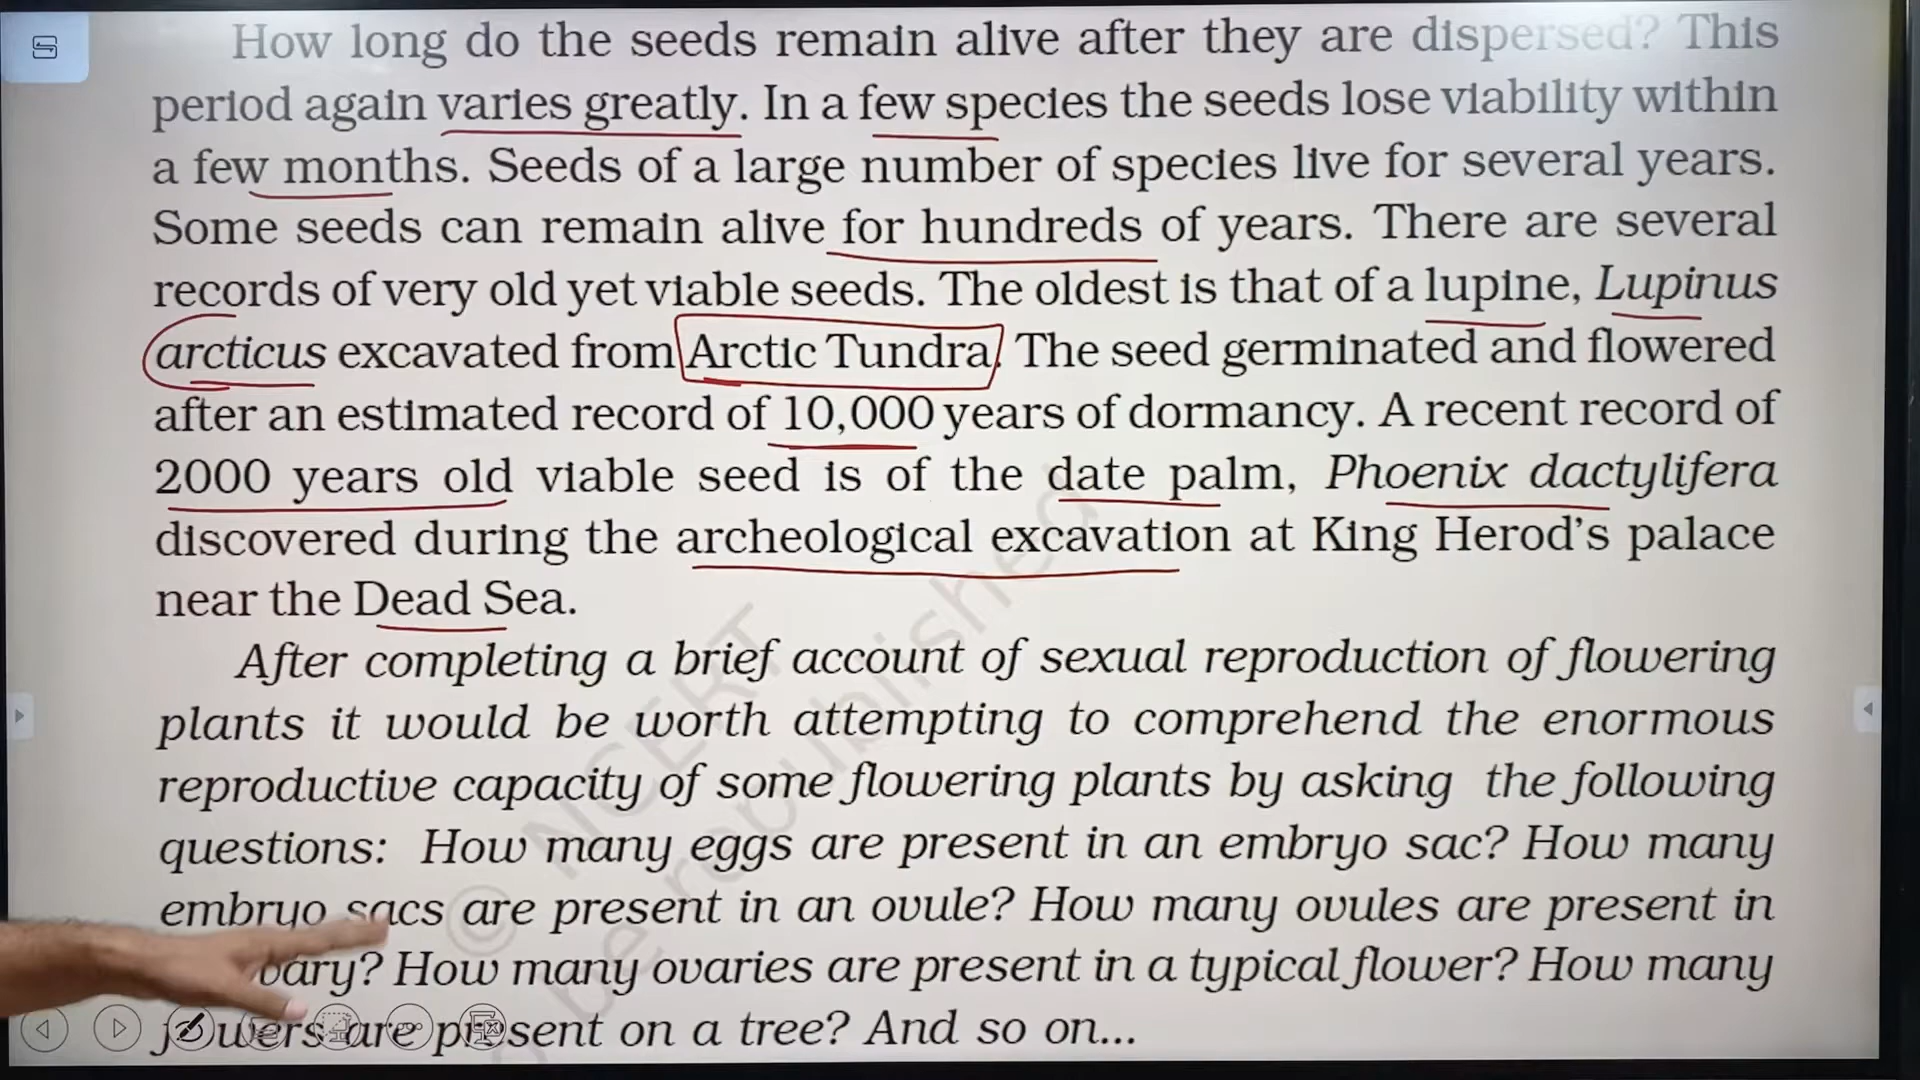 How long do the seeds remain alive after they are dispersed? This
period again varies greatly. In a few species the seeds lose viability within
a few months. Seeds of a large number of species live for several years.
Some seeds can remain alive for hundreds of years. There are several
records of very old yet viable seeds. The oldest is that of a lupine, Lupinus
arcticus excavated from Arctic Tundra. The seed germinated and flowered
after an estimated record of 10,000 years of dormancy. A recent record of
2000 years old viable seed is of the date palm, Phoenix dactylifera
discovered during the archeological excavation at King Herod's palace
near the Dead Sea.
After completing a brief account of sexual reproduction of flowering
plants it would be worth attempting to comprehend the enormous
reproductive capacity of some flowering plants by asking the following
questions: How many eggs are present in an embryo sac? How many
embryo sacs are present in an ovule? How many ovules are present in
How many ovaries are present in a typical flower? How many
are present on a tree? And so on...
© NCERT
be republished